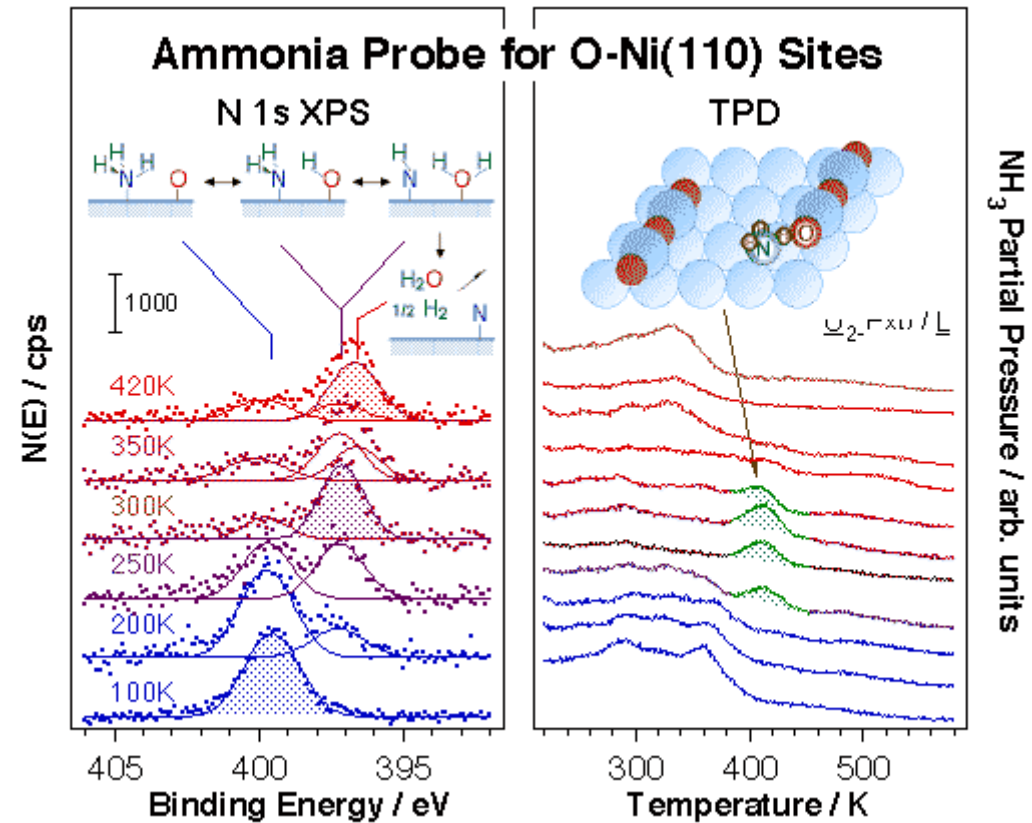 Ammonia Probe for O-Ni(110) Sites
N 1s XPS
H H H N O
H H N H O
H N H O H
H₂O
1/2 H₂
N
1000
N(E) / cps
420K
350K
300K
250K
200K
100K
405 400 395
Binding Energy / eV
TPD
N O
300 400 500
Temperature / K
NH₃ Partial Pressure / arb. units